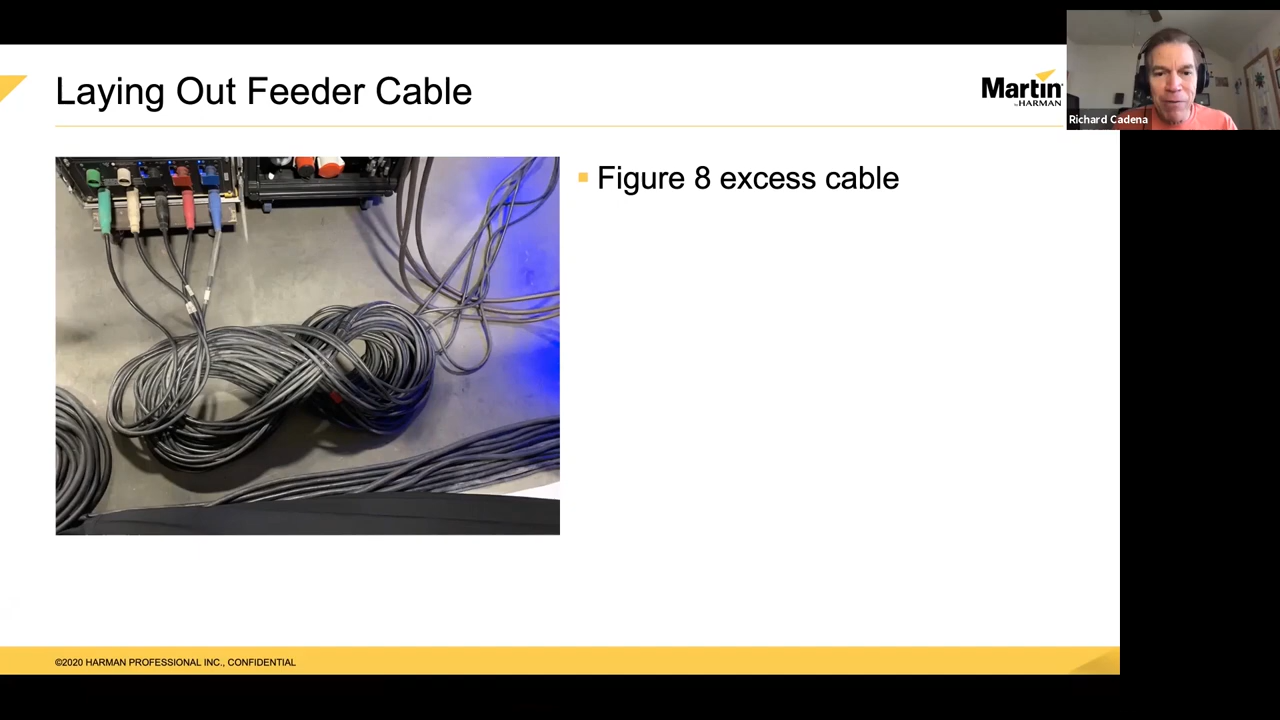 Laying Out Feeder Cable
Martin
by HARMAN
Richard Cadena
Figure 8 excess cable
©2020 HARMAN PROFESSIONAL INC., CONFIDENTIAL